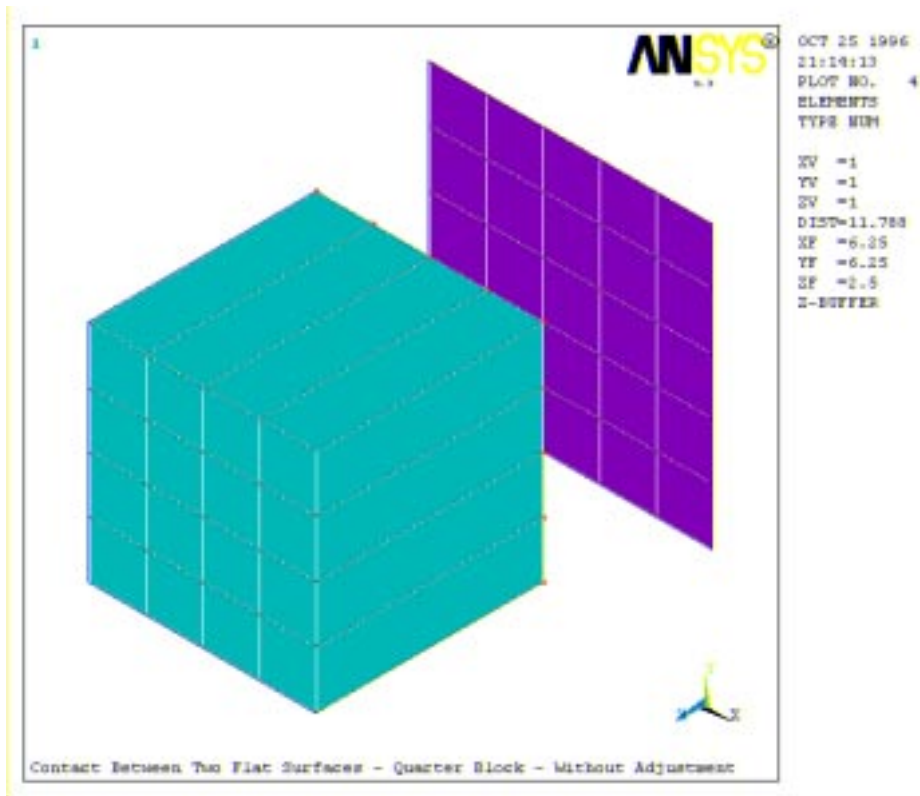 1
ANSYS
OCT 25 1996
21:14:13
PLOT NO. 4
ELEMENTS
TYPE NUM
XV =1
YV =1
ZV =1
DIST=11.788
XF =6.25
YF =6.25
ZF =2.5
Z-BUFFER
Y
X
Contact Between Two Flat Surfaces - Quarter Block - Without Adjustment